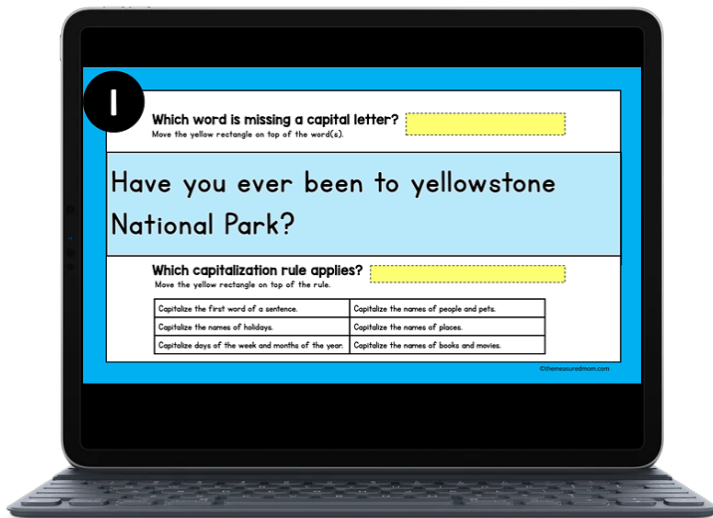 1
Which word is missing a capital letter?
Move the yellow rectangle on top of the word(s).
Have you ever been to yellowstone
National Park?
Which capitalization rule applies?
Move the yellow rectangle on top of the rule.
Capitalize the first word of a sentence. Capitalize the names of people and pets.
Capitalize the names of holidays. Capitalize the names of places.
Capitalize days of the week and months of the year. Capitalize the names of books and movies.
©themeasuredmom.com